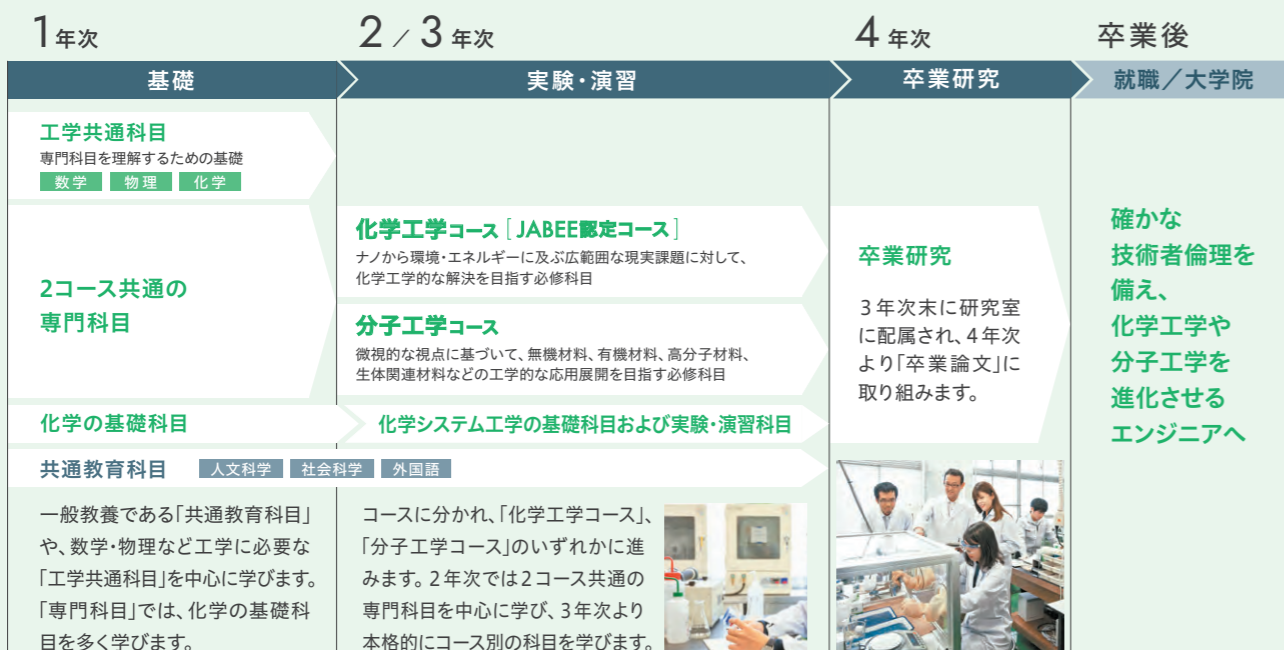 1年次
2／3年次
4年次
卒業後
基礎
実験・演習
卒業研究
就職／大学院
工学共通科目
専門科目を理解するための基礎
数学 物理 化学
2コース共通の
専門科目
化学工学コース［JABEE認定コース］
ナノから環境・エネルギーに及ぶ広範囲な現実課題に対して、
化学工学的な解決を目指す必修科目
分子工学コース
微視的な視点に基づいて、無機材料、有機材料、高分子材料、
生体関連材料などの工学的な応用展開を目指す必修科目
卒業研究
3年次末に研究室
に配属され、4年次
より「卒業論文」に
取り組みます。
確かな
技術者倫理を
備え、
化学工学や
分子工学を
進化させる
エンジニアへ
化学の基礎科目
化学システム工学の基礎科目および実験・演習科目
共通教育科目 人文科学 社会科学 外国語
一般教養である「共通教育科目」
や、数学・物理など工学に必要な
「工学共通科目」を中心に学びます。
「専門科目」では、化学の基礎科
目を多く学びます。
コースに分かれ、「化学工学コース」、
「分子工学コース」のいずれかに進
みます。2年次では2コース共通の
専門科目を中心に学び、3年次より
本格的にコース別の科目を学びます。